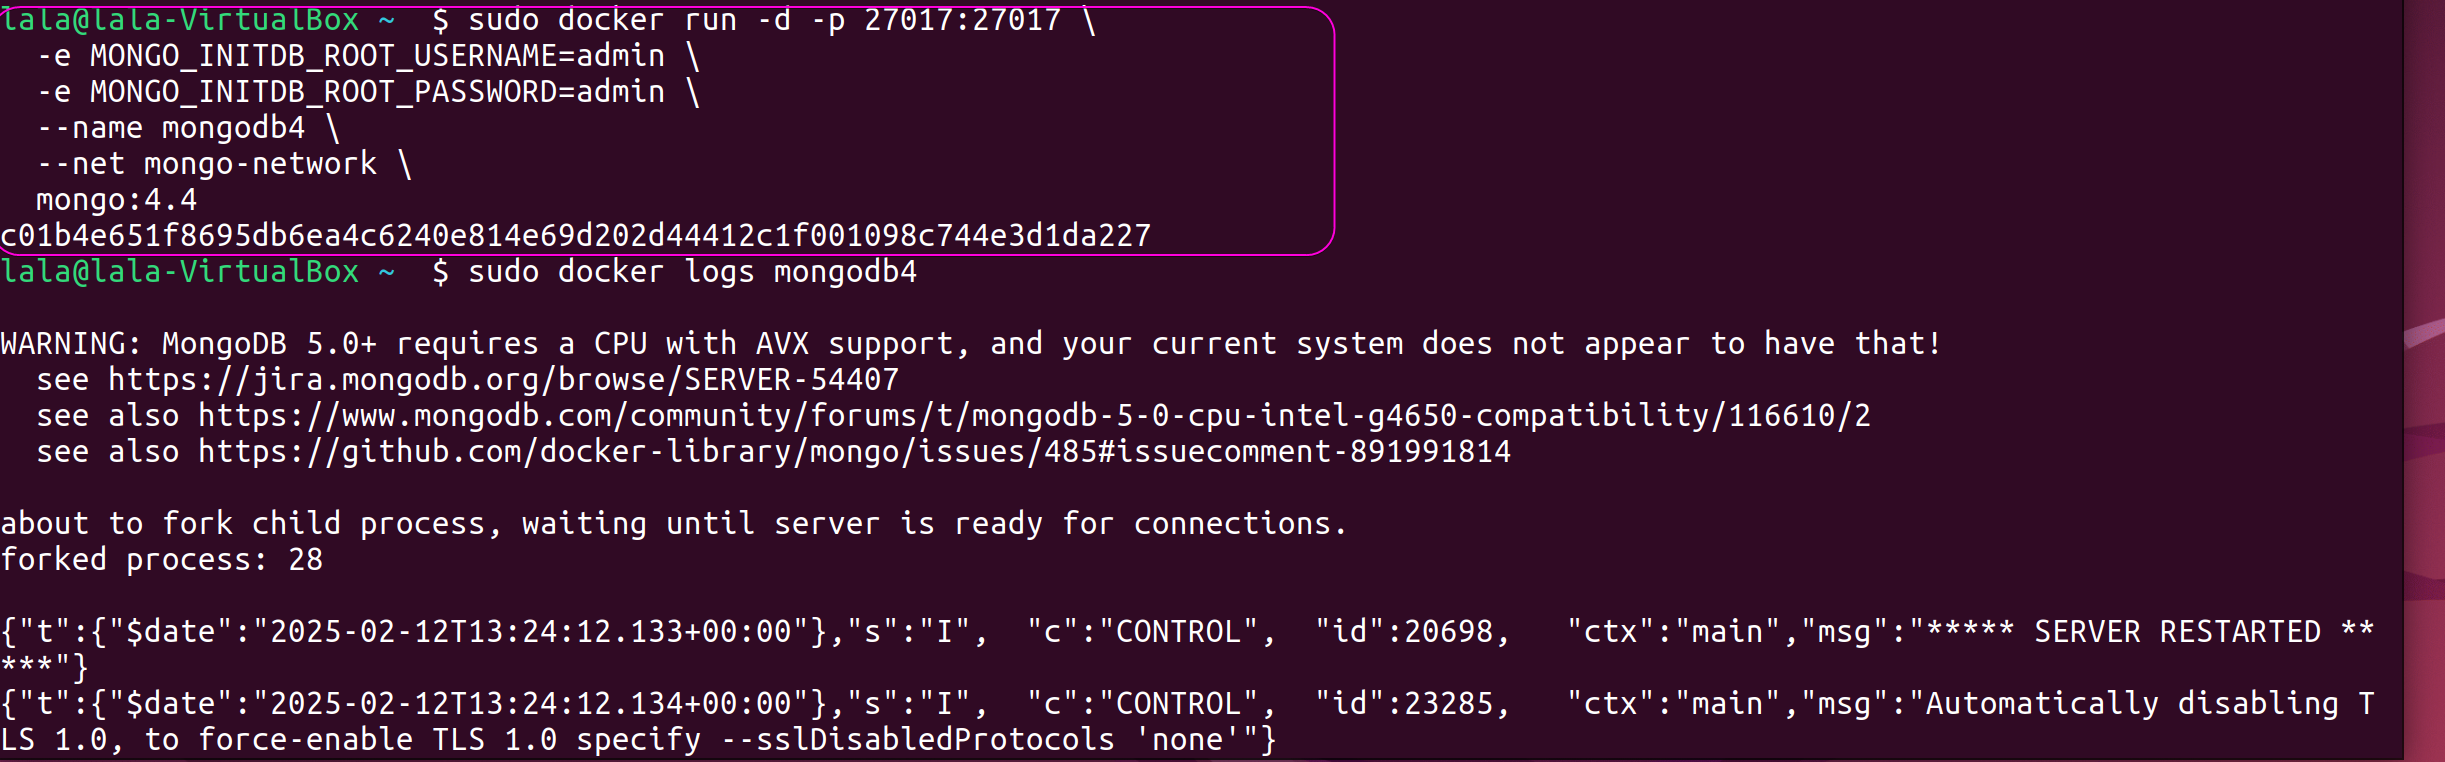 lala@lala-VirtualBox ~  $ sudo docker run -d -p 27017:27017 \
  -e MONGO_INITDB_ROOT_USERNAME=admin \
  -e MONGO_INITDB_ROOT_PASSWORD=admin \
  --name mongodb4 \
  --net mongo-network \
  mongo:4.4
c01b4e651f8695db6ea4c6240e814e69d202d44412c1f001098c744e3d1da227
lala@lala-VirtualBox ~  $ sudo docker logs mongodb4
WARNING: MongoDB 5.0+ requires a CPU with AVX support, and your current system does not appear to have that!
  see https://jira.mongodb.org/browse/SERVER-54407
  see also https://www.mongodb.com/community/forums/t/mongodb-5-0-cpu-intel-g4650-compatibility/116610/2
  see also https://github.com/docker-library/mongo/issues/485#issuecomment-891991814
about to fork child process, waiting until server is ready for connections.
forked process: 28
{"t":{"$date":"2025-02-12T13:24:12.133+00:00"},"s":"I",  "c":"CONTROL",  "id":20698,   "ctx":"main","msg":"***** SERVER RESTARTED **
***"}
{"t":{"$date":"2025-02-12T13:24:12.134+00:00"},"s":"I",  "c":"CONTROL",  "id":23285,   "ctx":"main","msg":"Automatically disabling T
LS 1.0, to force-enable TLS 1.0 specify --sslDisabledProtocols 'none'"}